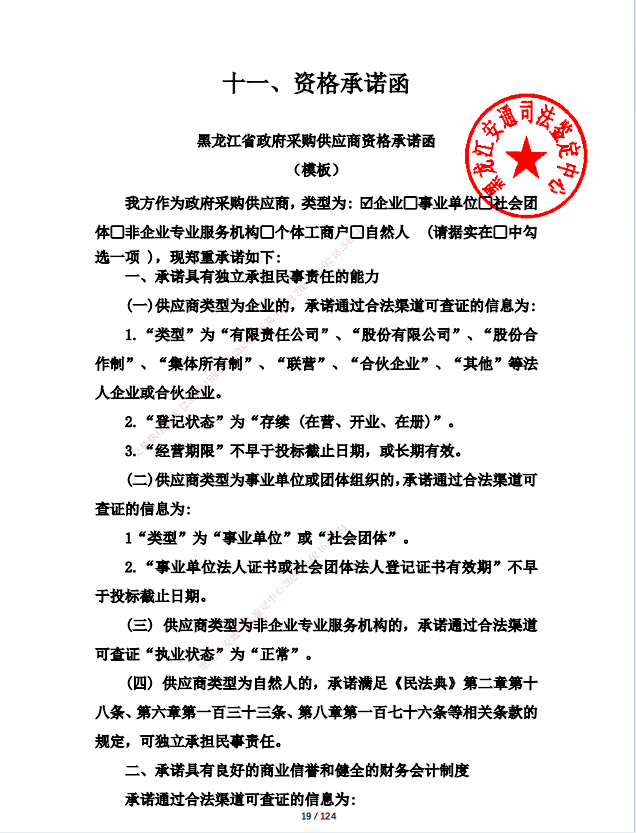 十一、资格承诺函
黑龙江省政府采购供应商资格承诺函
（模板）
黑龙江安通司法鉴定中心
我方作为政府采购供应商，类型为：☑企业□事业单位□社会团
体□非企业专业服务机构□个体工商户□自然人 （请据实在□中勾
选一项 ），现郑重承诺如下：
一、承诺具有独立承担民事责任的能力
(一)供应商类型为企业的，承诺通过合法渠道可查证的信息为：
1.“类型”为“有限责任公司”、“股份有限公司”、“股份合
作制”、“集体所有制”、“联营”、“合伙企业”、“其他”等法
人企业或合伙企业。
2.“登记状态”为“存续 (在营、开业、在册)”。
3.“经营期限”不早于投标截止日期，或长期有效。
(二)供应商类型为事业单位或团体组织的，承诺通过合法渠道可
查证的信息为：
1“类型”为“事业单位”或“社会团体”。
2.“事业单位法人证书或社会团体法人登记证书有效期”不早
于投标截止日期。
(三) 供应商类型为非企业专业服务机构的，承诺通过合法渠道
可查证“执业状态”为“正常”。
(四) 供应商类型为自然人的，承诺满足《民法典》第二章第十
八条、第六章第一百三十三条、第八章第一百七十六条等相关条款的
规定，可独立承担民事责任。
二、承诺具有良好的商业信誉和健全的财务会计制度
承诺通过合法渠道可查证的信息为：
19 / 124